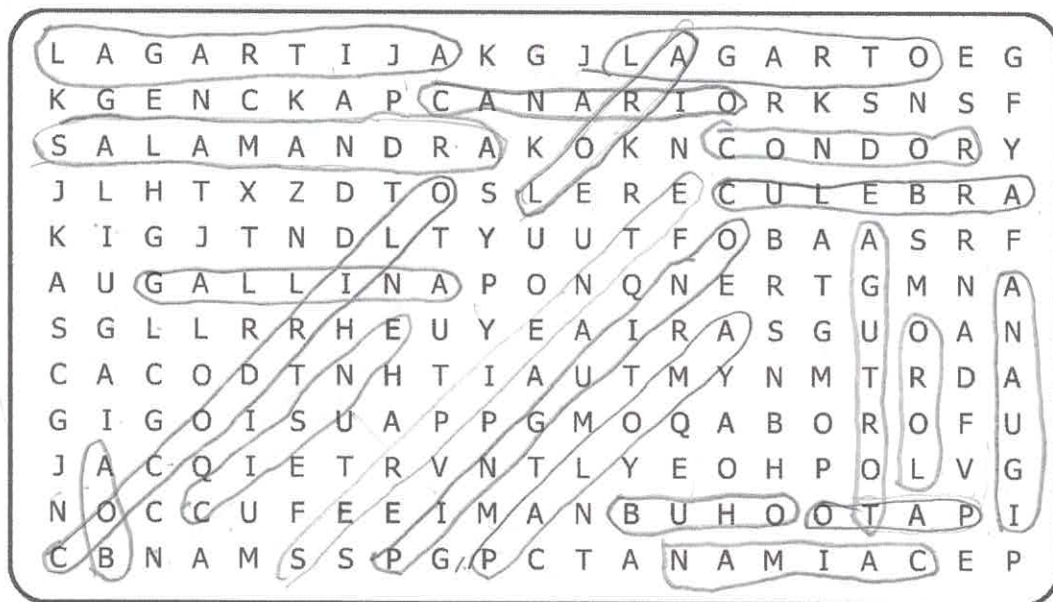 L A G A R T I J A K G J L A G A R T O E G
K G E N C K A P C A N A R I O R K S N S F
S A L A M A N D R A K O K N C O N D O R Y
J L H T X Z D T O S L E R E C U L E B R A
K I G J T N D L T Y U U T F O B A A S R F
A U G A L L I N A P O N Q N E R T G M N A
S G L L R R H E U Y E A I R A S G U O A N
C A C O D T N H T I A U T M Y N M T R D A
G I G O I S U A P P G M O Q A B O R O F U
J A C Q I E T R V N T L Y E O H P O L V G
N O C C U F E E I M A N B U H O O T A P I
C B N A M S S P G P C T A N A M I A C E P